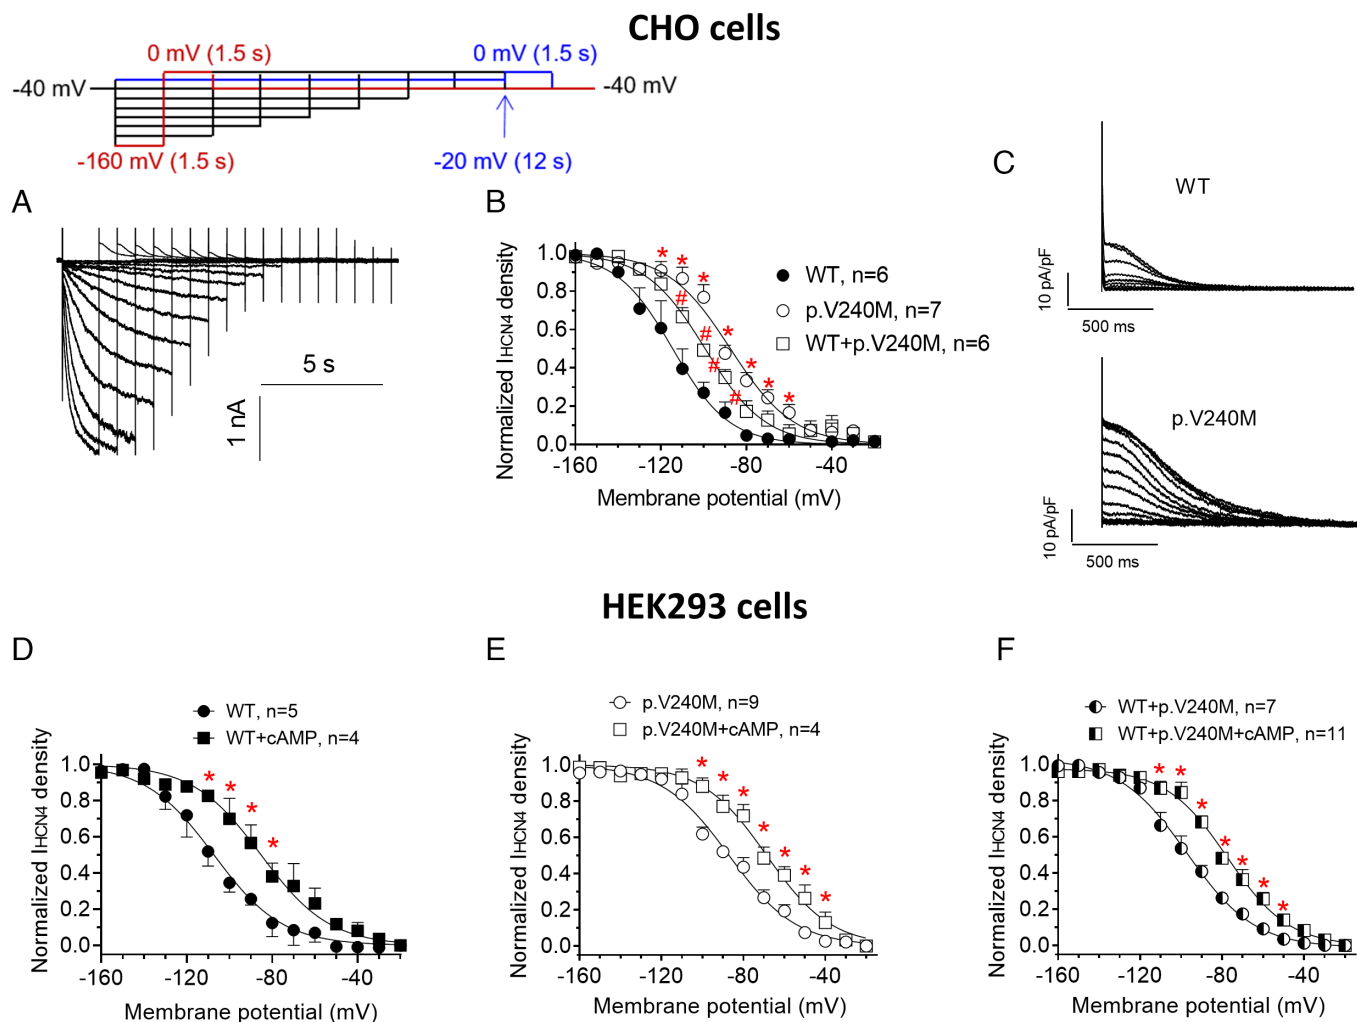 CHO cells
0 mV (1.5 s)
0 mV (1.5 s)
-40 mV
-40 mV
-160 mV (1.5 s)
-20 mV (12 s)
A
5 s
1 nA
B
Normalized IHCN4 density
1.0
0.8
0.6
0.4
0.2
0.0
* * * * * * *
# # # #
WT, n=6
p.V240M, n=7
WT+p.V240M, n=6
-160
-120
-80
-40
Membrane potential (mV)
C
WT
10 pA/pF
500 ms
p.V240M
10 pA/pF
500 ms
HEK293 cells
D
WT, n=5
WT+cAMP, n=4
Normalized IHCN4 density
1.0
0.8
0.6
0.4
0.2
0.0
* * * *
-160
-120
-80
-40
Membrane potential (mV)
E
p.V240M, n=9
p.V240M+cAMP, n=4
Normalized IHCN4 density
1.0
0.8
0.6
0.4
0.2
0.0
* * * * * * *
-160
-120
-80
-40
Membrane potential (mV)
F
WT+p.V240M, n=7
WT+p.V240M+cAMP, n=11
Normalized IHCN4 density
1.0
0.8
0.6
0.4
0.2
0.0
* * * * * * *
-160
-120
-80
-40
Membrane potential (mV)